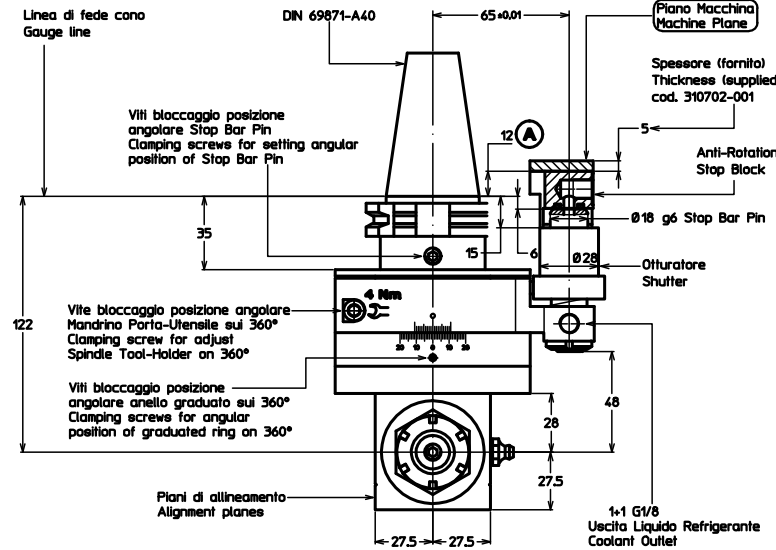 Linea di fede cono
Gauge line
DIN 69871-A40
65 ±0,01
Piano Macchina
Machine Plane
Spessore (fornito)
Thickness (supplied
cod. 310702-001
Viti bloccaggio posizione
angolare Stop Bar Pin
Clamping screws for setting angular
position of Stop Bar Pin
12
A
5
Anti-Rotation
Stop Block
35
15
6
Ø18 g6 Stop Bar Pin
Ø28
Otturatore
Shutter
122
4 Nm
Vite bloccaggio posizione angolare
Mandrino Porta-Utensile sui 360°
Clamping screw for adjust
Spindle Tool-Holder on 360°
0
20 10 0 10 20
Viti bloccaggio posizione
angolare anello graduato sui 360°
Clamping screws for angular
position of graduated ring on 360°
28
48
27.5
Piani di allineamento
Alignment planes
27.5
27.5
1+1 G1/8
Uscita Liquido Refrigerante
Coolant Outlet